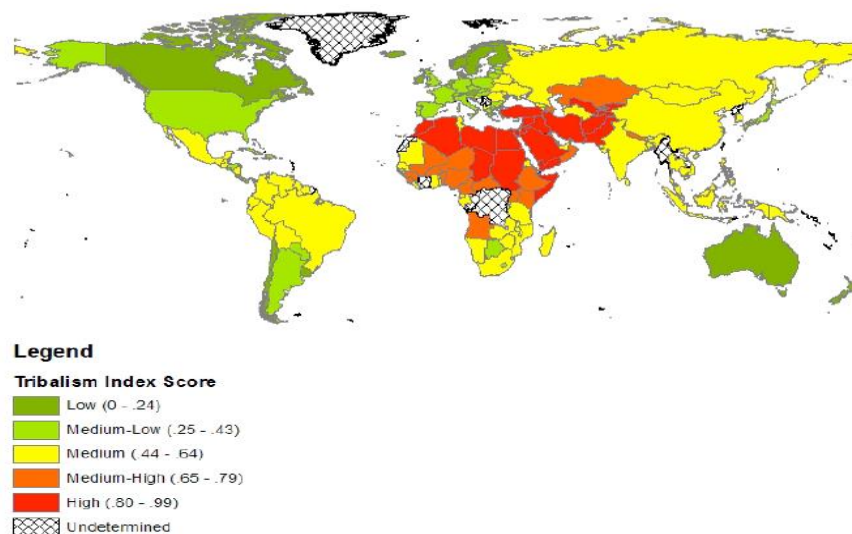 Legend
Tribalism Index Score
Low (0 - .24)
Medium-Low (.25 - .43)
Medium (.44 - .64)
Medium-High (.65 - .79)
High (.80 - .99)
Undetermined